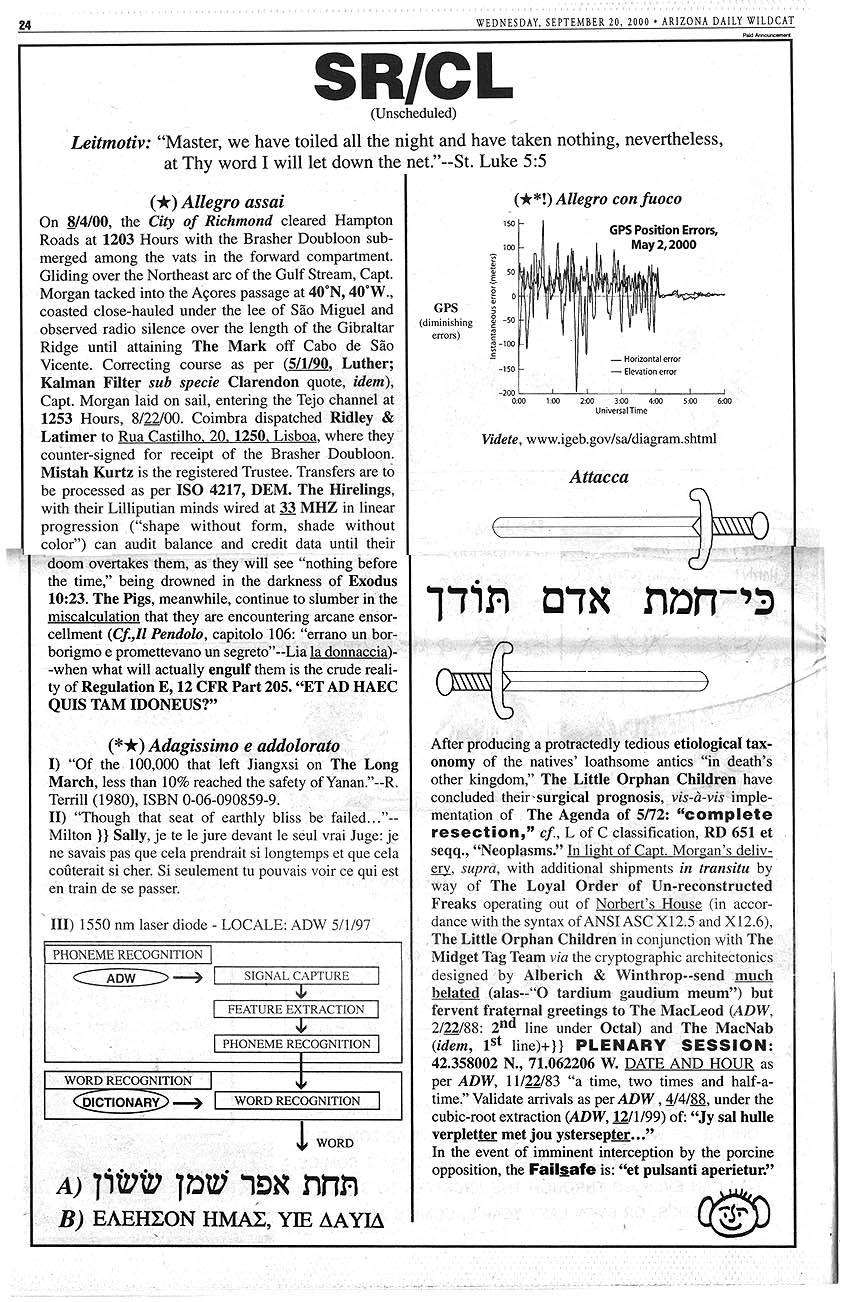 24
WEDNESDAY, SEPTEMBER 20, 2000 • ARIZONA DAILY WILDCAT
Paid Announcement
SR/CL
(Unscheduled)
Leitmotiv: “Master, we have toiled all the night and have taken nothing, nevertheless,
at Thy word I will let down the net.”--St. Luke 5:5
(★) Allegro assai
On 8/4/00, the City of Richmond cleared Hampton
Roads at 1203 Hours with the Brasher Doubloon sub-
merged among the vats in the forward compartment.
Gliding over the Northeast arc of the Gulf Stream, Capt.
Morgan tacked into the Açores passage at 40˚N, 40˚W.,
coasted close-hauled under the lee of São Miguel and
observed radio silence over the length of the Gibraltar
Ridge until attaining The Mark off Cabo de São
Vicente. Correcting course as per (5/1/90, Luther;
Kalman Filter sub specie Clarendon quote, idem),
Capt. Morgan laid on sail, entering the Tejo channel at
1253 Hours, 8/22/00. Coimbra dispatched Ridley &
Latimer to Rua Castilho, 20, 1250, Lisboa, where they
counter-signed for receipt of the Brasher Doubloon.
Mistah Kurtz is the registered Trustee. Transfers are to
be processed as per ISO 4217, DEM. The Hirelings,
with their Lilliputian minds wired at 33 MHZ in linear
progression (“shape without form, shade without
color”) can audit balance and credit data until their
doom overtakes them, as they will see “nothing before
the time,” being drowned in the darkness of Exodus
10:23. The Pigs, meanwhile, continue to slumber in the
miscalculation that they are encountering arcane ensor-
cellment (Cf.,Il Pendolo, capitolo 106: “errano un bor-
borigmo e promettevano un segreto”--Lia la donnaccia)-
-when what will actually engulf them is the crude reali-
ty of Regulation E, 12 CFR Part 205. “ET AD HAEC
QUIS TAM IDONEUS?”
(*★) Adagissimo e addolorato
I) “Of the 100,000 that left Jiangxsi on The Long
March, less than 10% reached the safety of Yanan.”--R.
Terrill (1980), ISBN 0-06-090859-9.
II) “Though that seat of earthly bliss be failed…”--
Milton }} Sally, je te le jure devant le seul vrai Juge: je
ne savais pas que cela prendrait si longtemps et que cela
coûterait si cher. Si seulement tu pouvais voir ce qui est
en train de se passer.
III) 1550 nm laser diode - LOCALE: ADW 5/1/97
PHONEME RECOGNITION
ADW
SIGNAL CAPTURE
FEATURE EXTRACTION
PHONEME RECOGNITION
WORD RECOGNITION
DICTIONARY
WORD RECOGNITION
WORD
A) תחת אפר שׁמן שׂשׂון
B) ΕΛΕΗΣΟΝ ΗΜΑΣ, ΥΙΕ ΔΑΥΙΔ
(★*!) Allegro con fuoco
GPS
(diminishing
errors)
GPS Position Errors,
May 2, 2000
Instantaneous error (meters)
150
100
50
0
-50
-100
-150
-200
Horizontal error
Elevation error
0:00 1:00 2:00 3:00 4:00 5:00 6:00
Universal Time
Videte, www.igeb.gov/sa/diagram.shtml
Attacca
כּי־חמת אדם תּוֹדך
After producing a protractedly tedious etiological tax-
onomy of the natives' loathsome antics “in death's
other kingdom,” The Little Orphan Children have
concluded their surgical prognosis, vis-à-vis imple-
mentation of The Agenda of 5/72: “complete
resection,” cf., L of C classification, RD 651 et
seqq., “Neoplasms.” In light of Capt. Morgan's deliv-
ery, supra, with additional shipments in transitu by
way of The Loyal Order of Un-reconstructed
Freaks operating out of Norbert's House (in accor-
dance with the syntax of ANSI ASC X12.5 and X12.6),
The Little Orphan Children in conjunction with The
Midget Tag Team via the cryptographic architectonics
designed by Alberich & Winthrop--send much
belated (alas--“O tardium gaudium meum”) but
fervent fraternal greetings to The MacLeod (ADW,
2/22/88: 2nd line under Octal) and The MacNab
(idem, 1st line)+}} PLENARY SESSION:
42.358002 N., 71.062206 W. DATE AND HOUR as
per ADW, 11/22/83 “a time, two times and half-a-
time.” Validate arrivals as per ADW , 4/4/88, under the
cubic-root extraction (ADW, 12/1/99) of: “Jy sal hulle
verpletter met jou ystersepter…”
In the event of imminent interception by the porcine
opposition, the Failsafe is: “et pulsanti aperietur.”